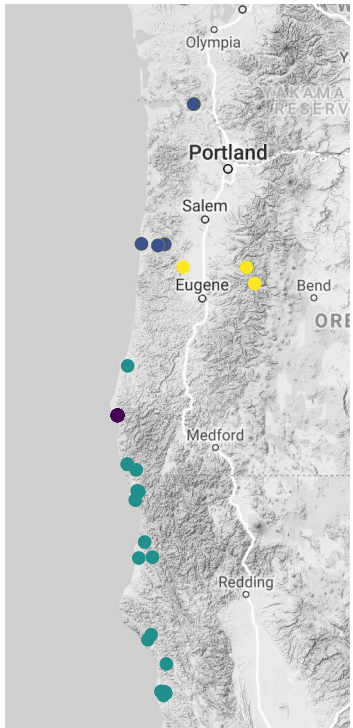 Olympia
YAKAMA
RESERV
Portland
Salem
Eugene
Bend
ORE
Medford
Redding